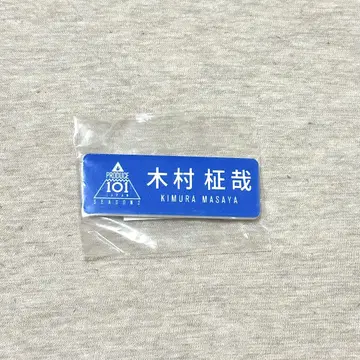 PRODUCE
101
JAPAN
SEASON2
木村 柾哉
KIMURA MASAYA